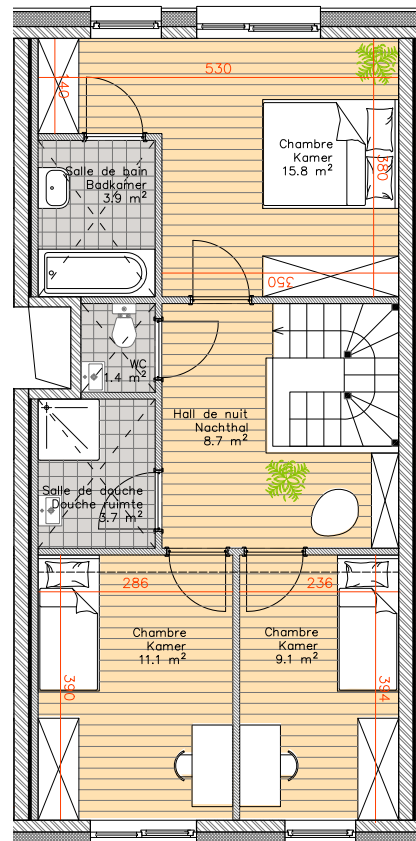 530
140
Chambre
Kamer
15.8 m²
380
Salle de bain
Badkamer
3.9 m²
350
WC
1.4 m²
Hall de nuit
Nachthal
8.7 m²
Salle de douche
Douche ruimte
3.7 m²
286
236
Chambre
Kamer
11.1 m²
Chambre
Kamer
9.1 m²
390
394